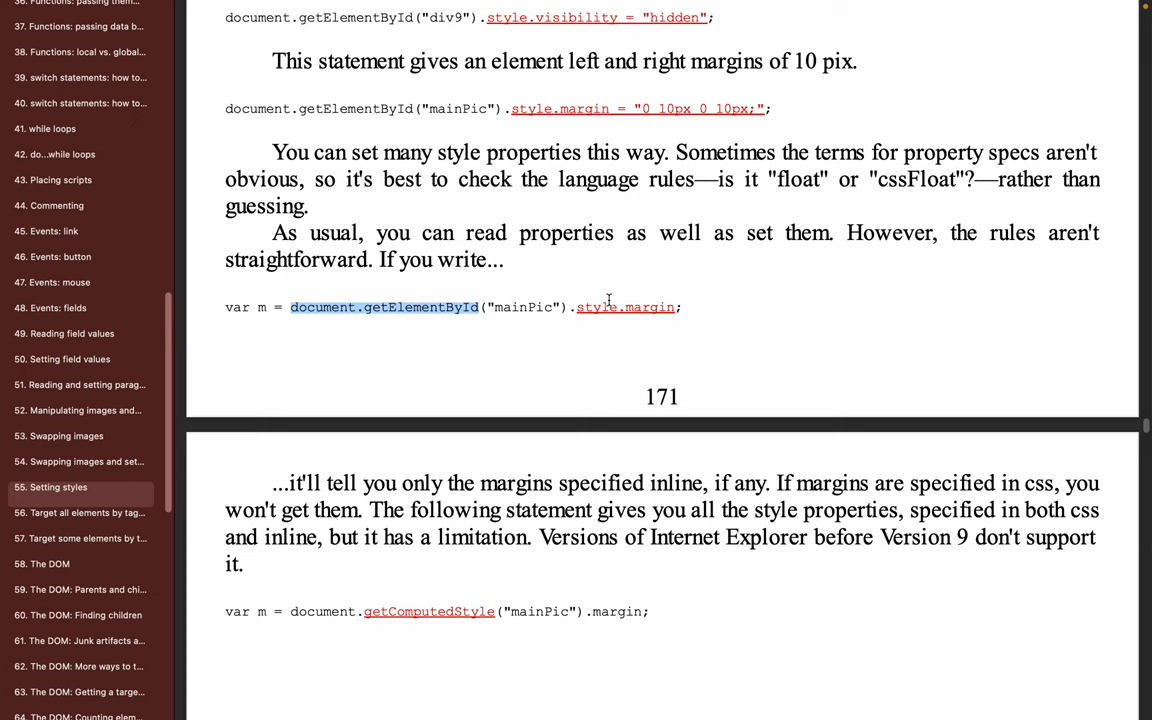 36. Functions: passing them...
37. Functions: passing data b...
38. Functions: local vs. global...
39. switch statements: how to...
40. switch statements: how to...
41. while loops
42. do...while loops
43. Placing scripts
44. Commenting
45. Events: link
46. Events: button
47. Events: mouse
48. Events: fields
49. Reading field values
50. Setting field values
51. Reading and setting parag...
52. Manipulating images and...
53. Swapping images
54. Swapping images and set...
55. Setting styles
56. Target all elements by tag...
57. Target some elements by t...
58. The DOM
59. The DOM: Parents and chi...
60. The DOM: Finding children
61. The DOM: Junk artifacts a...
62. The DOM: More ways to t...
63. The DOM: Getting a targe...
64. The DOM: Counting elem...
document.getElementById("div9").style.visibility = "hidden";
This statement gives an element left and right margins of 10 pix.
document.getElementById("mainPic").style.margin = "0 10px 0 10px;";
You can set many style properties this way. Sometimes the terms for property specs aren't
obvious, so it's best to check the language rules—is it "float" or "cssFloat"?—rather than
guessing.
As usual, you can read properties as well as set them. However, the rules aren't
straightforward. If you write...
var m = document.getElementById("mainPic").style.margin;
171
...it'll tell you only the margins specified inline, if any. If margins are specified in css, you
won't get them. The following statement gives you all the style properties, specified in both css
and inline, but it has a limitation. Versions of Internet Explorer before Version 9 don't support
it.
var m = document.getComputedStyle("mainPic").margin;